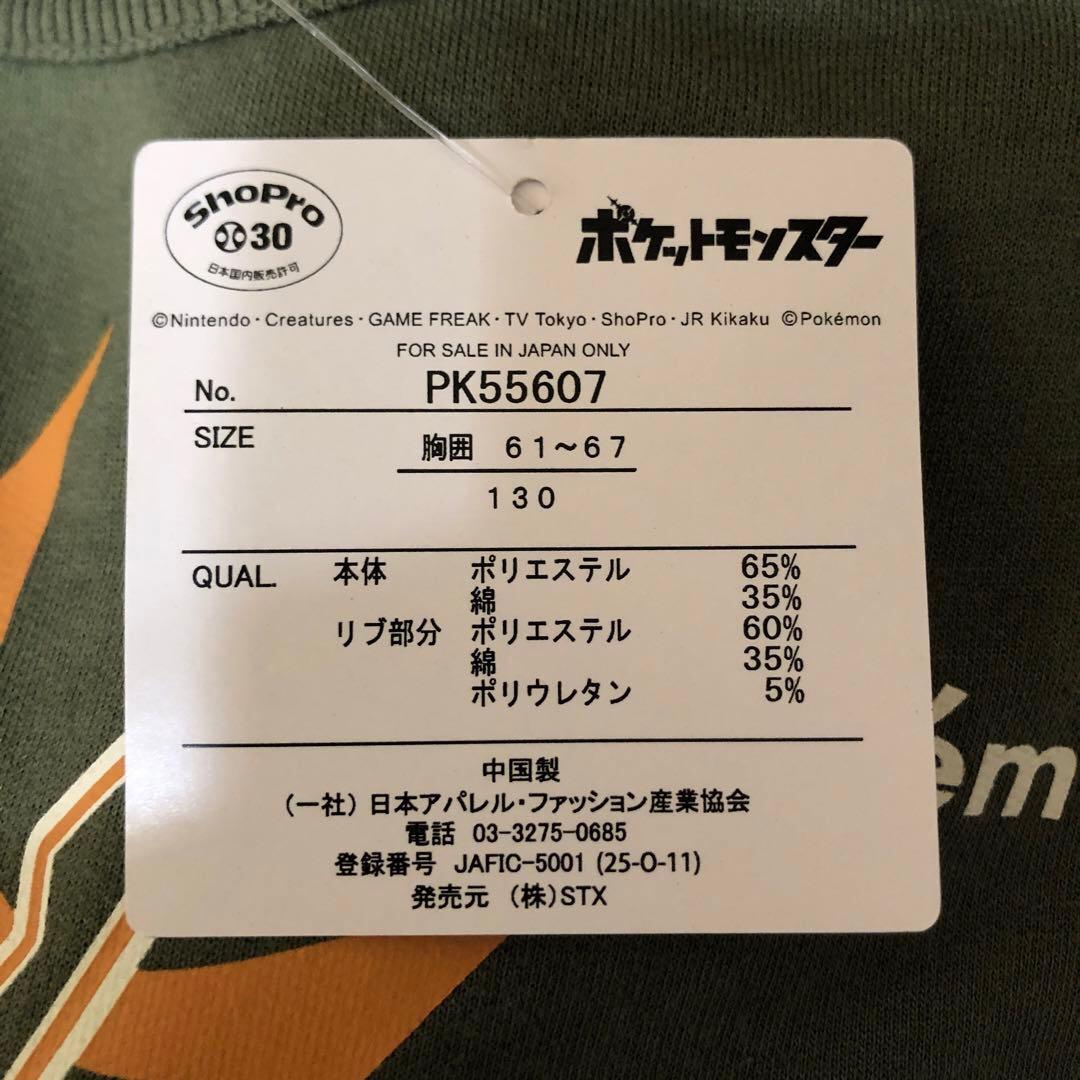 ShoPro
30
日本国内販売許可
ポケットモンスター
©Nintendo・Creatures・GAME FREAK・TV Tokyo・ShoPro・JR Kikaku ©Pokémon
FOR SALE IN JAPAN ONLY
No. PK55607
SIZE 胸囲 61~67
130
QUAL. 本体 ポリエステル 65%
綿 35%
リブ部分 ポリエステル 60%
綿 35%
ポリウレタン 5%
中国製
(一社) 日本アパレル・ファッション産業協会
電話 03-3275-0685
登録番号 JAFIC-5001 (25-O-11)
発売元 (株)STX
ém